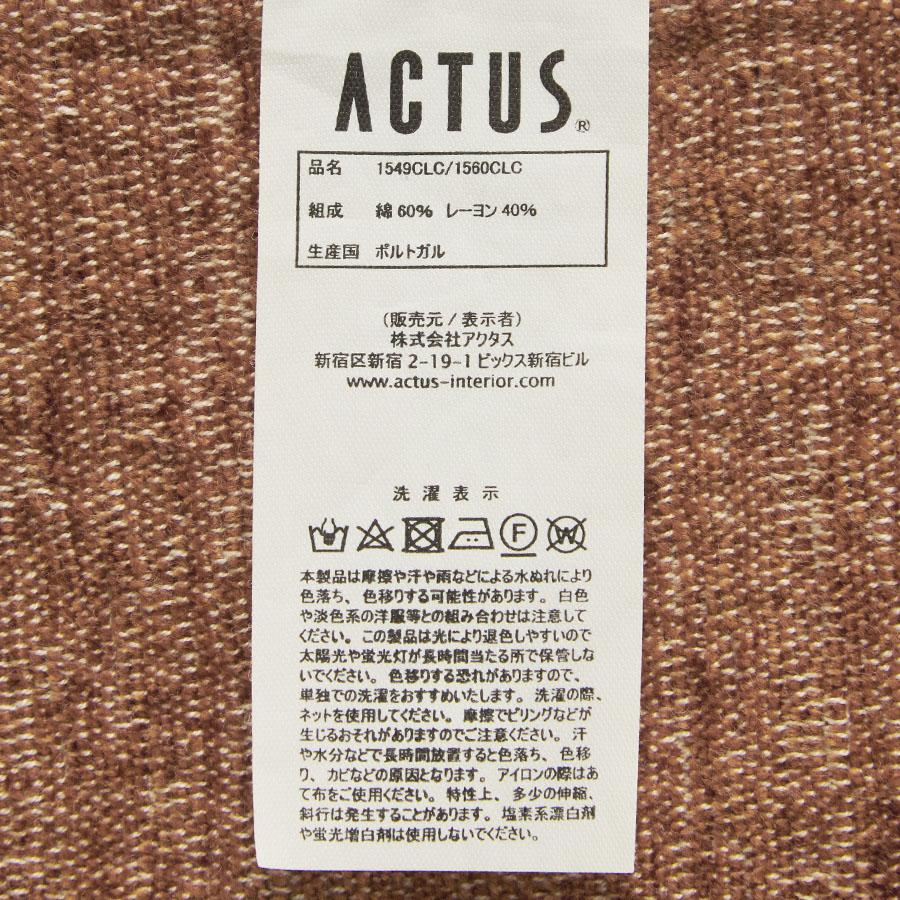 ACTUS®
品名 1549CLC/1560CLC
組成 綿60% レーヨン40%
生産国 ポルトガル
(販売元/表示者)
株式会社アクタス
新宿区新宿2-19-1ビックス新宿ビル
www.actus-interior.com
洗濯表示
F W
本製品は摩擦や汗や雨などによる水ぬれにより
色落ち、色移りする可能性があります。白色
や淡色系の洋服等との組み合わせは注意して
ください。この製品は光により退色しやすいので
太陽光や蛍光灯が長時間当たる所で保管しな
いでください。色移りする恐れがありますので、
単独での洗濯をおすすめいたします。洗濯の際、
ネットを使用してください。摩擦でピリングなどが
生じるおそれがありますのでご注意ください。汗
や水分などで長時間放置すると色落ち、色移
り、カビなどの原因となります。アイロンの際はあ
て布をご使用ください。特性上、多少の伸縮、
斜行は発生することがあります。塩素系漂白剤
や蛍光増白剤は使用しないでください。